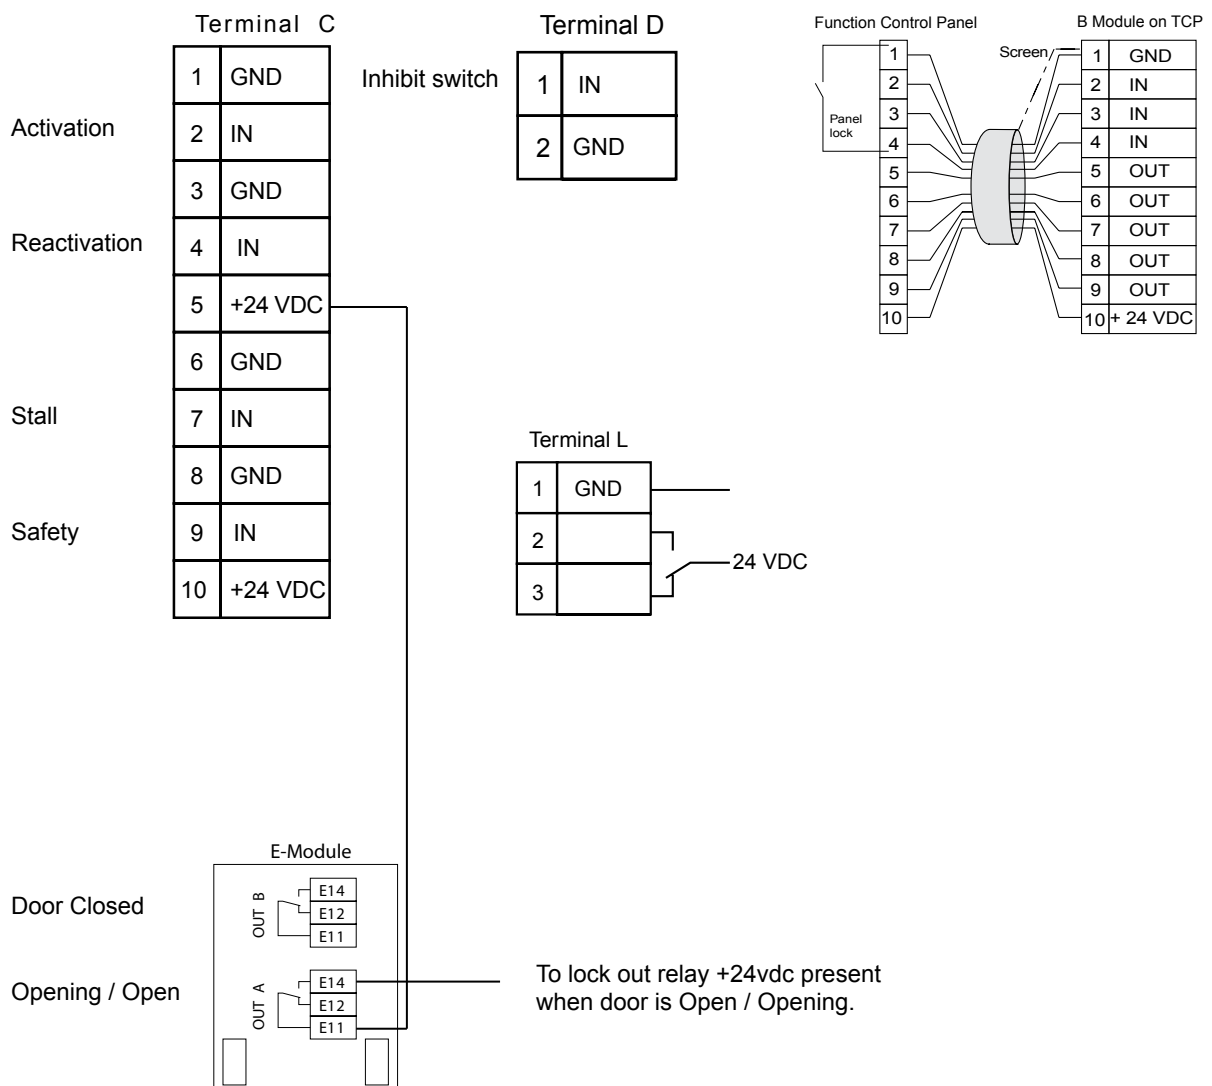 Terminal C
1 GND
Activation 2 IN
3 GND
Reactivation 4 IN
5 +24 VDC
6 GND
Stall 7 IN
8 GND
Safety 9 IN
10 +24 VDC
Terminal D
Inhibit switch 1 IN
2 GND
Function Control Panel
1
2
3
4
5
6
7
8
9
10
Panel
lock
Screen
B Module on TCP
1 GND
2 IN
3 IN
4 IN
5 OUT
6 OUT
7 OUT
8 OUT
9 OUT
10 + 24 VDC
Terminal L
1 GND
2
3
24 VDC
E-Module
Door Closed
OUT B
E14
E12
E11
Opening / Open
OUT A
E14
E12
E11
To lock out relay +24vdc present
when door is Open / Opening.